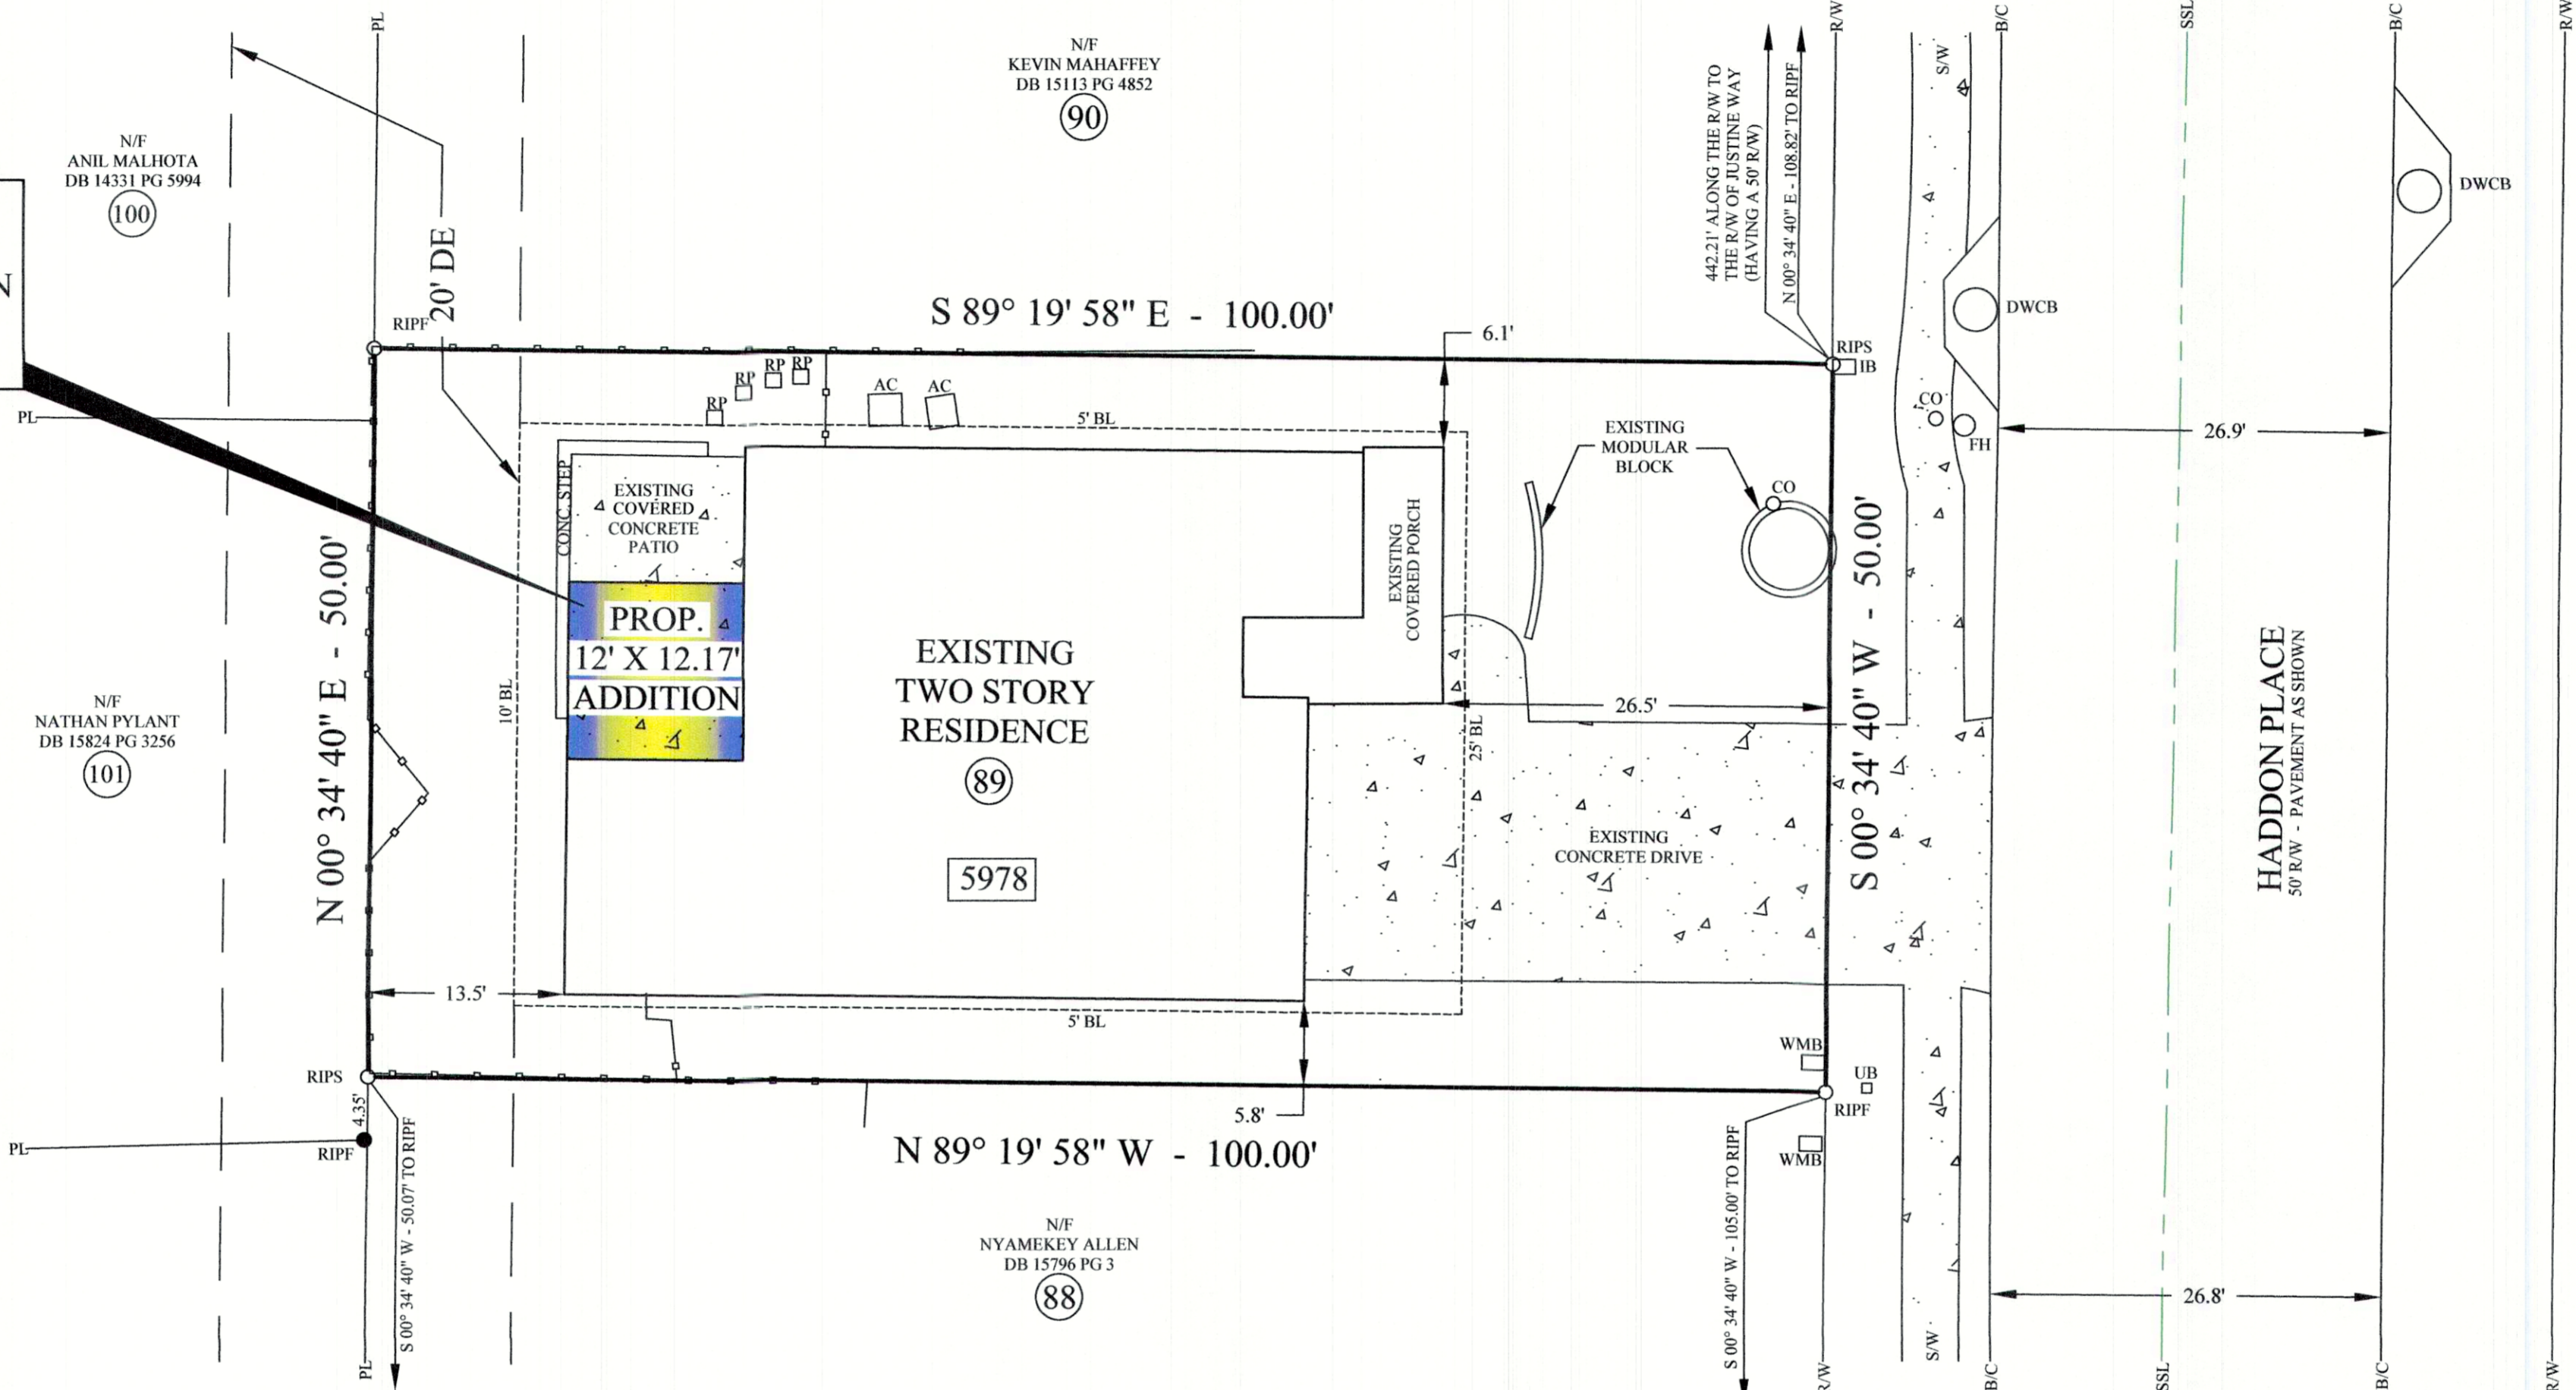 PL
R/W
B/C
SSL
B/C
R/W
S/W
N/F
KEVIN MAHAFFEY
DB 15113 PG 4852
90
442.21' ALONG THE R/W TO
THE R/W OF JUSTINE WAY
(HAVING A 50' R/W)
N 00° 34' 40" E - 108.82' TO RIPF
N/F
ANIL MALHOTA
DB 14331 PG 5994
100
DWCB
20' DE
DWCB
RIPF
S 89° 19' 58" E - 100.00'
6.1'
RIPS
IB
RP
RP
RP
RP
AC
AC
PL
5' BL
CO
FH
26.9'
EXISTING
MODULAR
BLOCK
CO
CONC. STEP
EXISTING
COVERED
CONCRETE
PATIO
EXISTING
COVERED PORCH
N 00° 34' 40" E - 50.00'
S 00° 34' 40" W - 50.00'
PROP.
12' X 12.17'
ADDITION
10' BL
EXISTING
TWO STORY
RESIDENCE
89
5978
26.5'
25' BL
HADDON PLACE
50' R/W - PAVEMENT AS SHOWN
N/F
NATHAN PYLANT
DB 15824 PG 3256
101
EXISTING
CONCRETE DRIVE
13.5'
5' BL
WMB
UB
RIPS
RIPF
4.35'
5.8'
N 89° 19' 58" W - 100.00'
PL
RIPF
WMB
S 00° 34' 40" W - 50.07' TO RIPF
S 00° 34' 40" W - 105.00' TO RIPF
N/F
NYAMEKEY ALLEN
DB 15796 PG 3
88
26.8'
PL
R/W
S/W
B/C
SSL
B/C
R/W